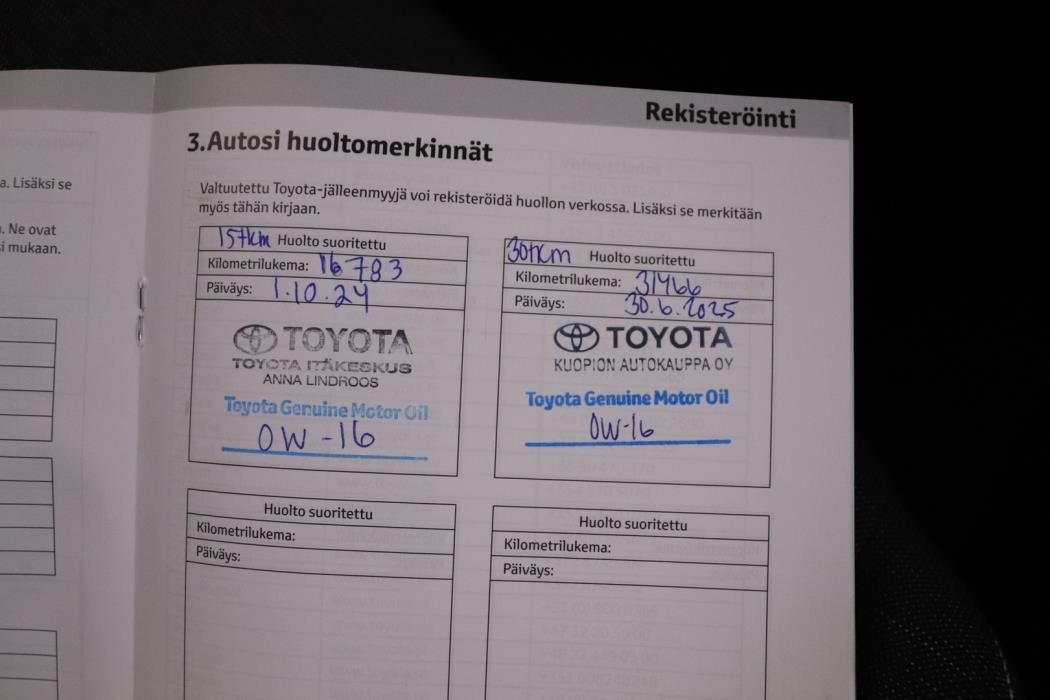 Rekisteröinti
3.Autosi huoltomerkinnät
a. Lisäksi se
. Ne ovat
i mukaan.
Valtuutettu Toyota-jälleenmyyjä voi rekisteröidä huollon verkossa. Lisäksi se merkitään
myös tähän kirjaan.
15tkm Huolto suoritettu
Kilometrilukema: 16783
Päiväys: 1.10.24
TOYOTA
TOYOTA ITÄKESKUS
ANNA LINDROOS
Toyota Genuine Motor Oil
0W-16
30tkm Huolto suoritettu
Kilometrilukema: 31466
Päiväys: 30.6.2025
TOYOTA
KUOPION AUTOKAUPPA OY
Toyota Genuine Motor Oil
0W-16
Huolto suoritettu
Kilometrilukema:
Päiväys:
Huolto suoritettu
Kilometrilukema:
Päiväys: